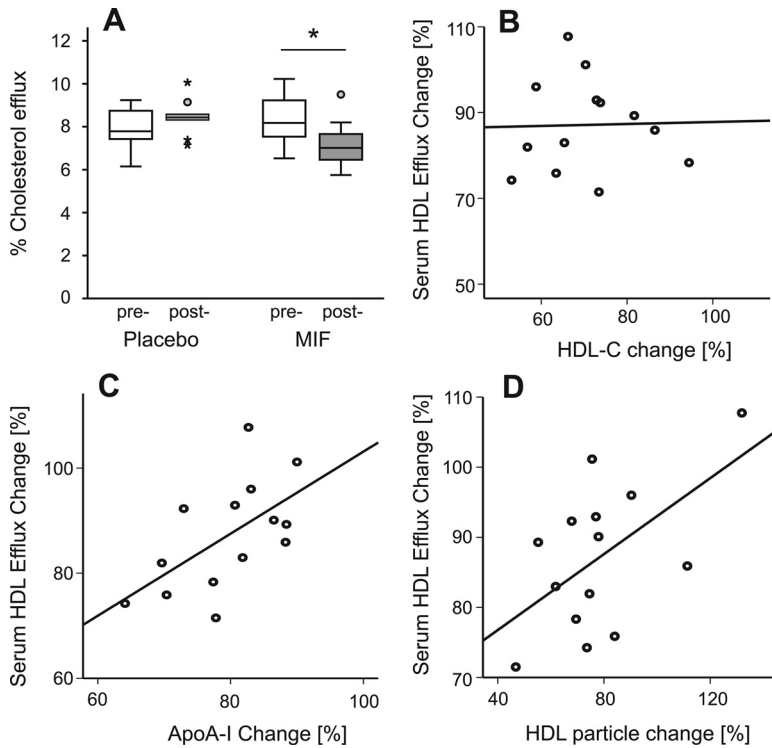 A
% Cholesterol efflux
12
10
8
6
4
2
0
*
*
*
*
pre- post- pre- post-
Placebo MIF
B
Serum HDL Efflux Change [%]
110
90
70
50
60 80 100
HDL-C change [%]
C
Serum HDL Efflux Change [%]
100
80
60
60 80 100
ApoA-I Change [%]
D
Serum HDL Efflux Change [%]
110
100
90
80
70
40 80 120
HDL particle change [%]